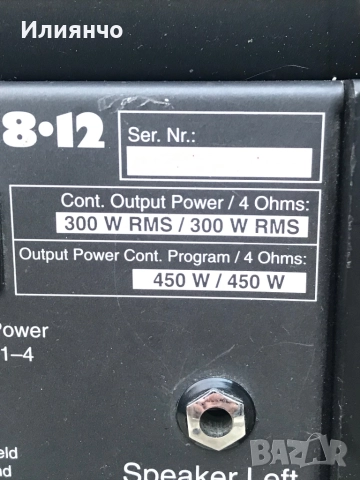 Илиянчо
8•12
Ser. Nr.:
Cont. Output Power / 4 Ohms:
300 W RMS / 300 W RMS
Output Power Cont. Program / 4 Ohms:
450 W / 450 W
Power
1–4
Speaker Left
BAZAR